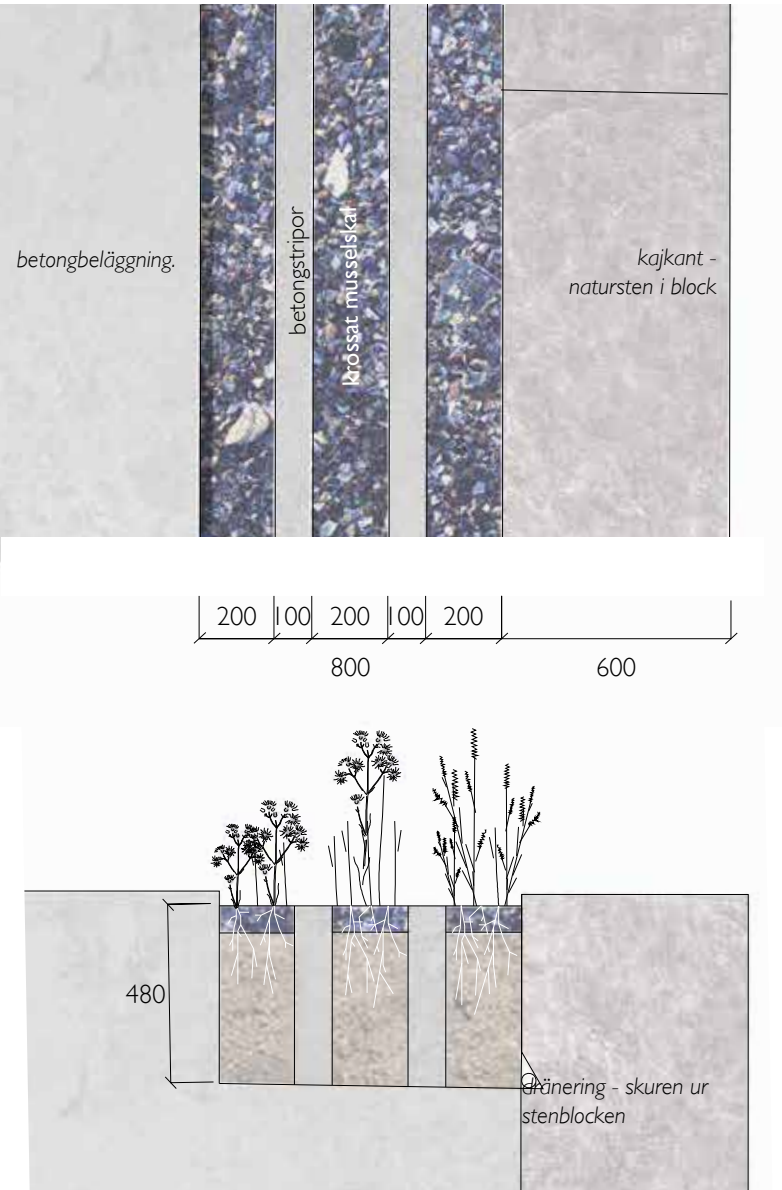 betongbeläggning.
betongstripor
krossat musselskal
kajkant -
natursten i block
200 100 200 100 200
800 600
480
dränering - skuren ur
stenblocken